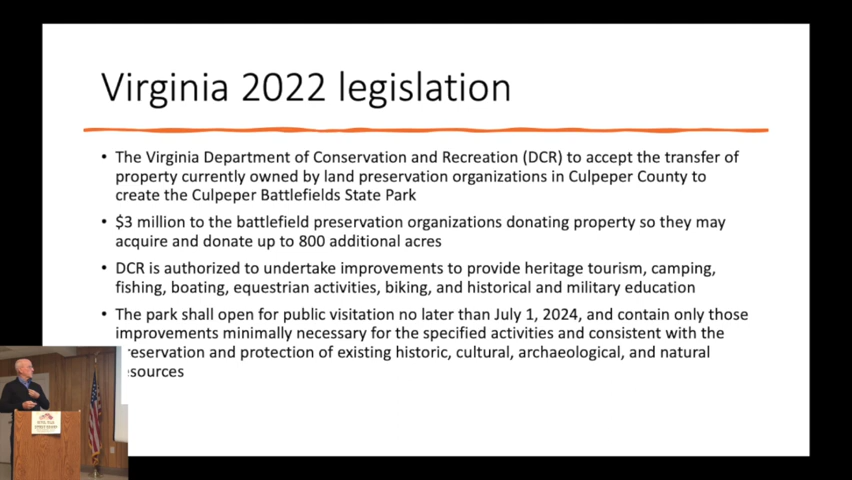 Virginia 2022 legislation
• The Virginia Department of Conservation and Recreation (DCR) to accept the transfer of
property currently owned by land preservation organizations in Culpeper County to
create the Culpeper Battlefields State Park
• $3 million to the battlefield preservation organizations donating property so they may
acquire and donate up to 800 additional acres
• DCR is authorized to undertake improvements to provide heritage tourism, camping,
fishing, boating, equestrian activities, biking, and historical and military education
• The park shall open for public visitation no later than July 1, 2024, and contain only those
improvements minimally necessary for the specified activities and consistent with the
reservation and protection of existing historic, cultural, archaeological, and natural
esources